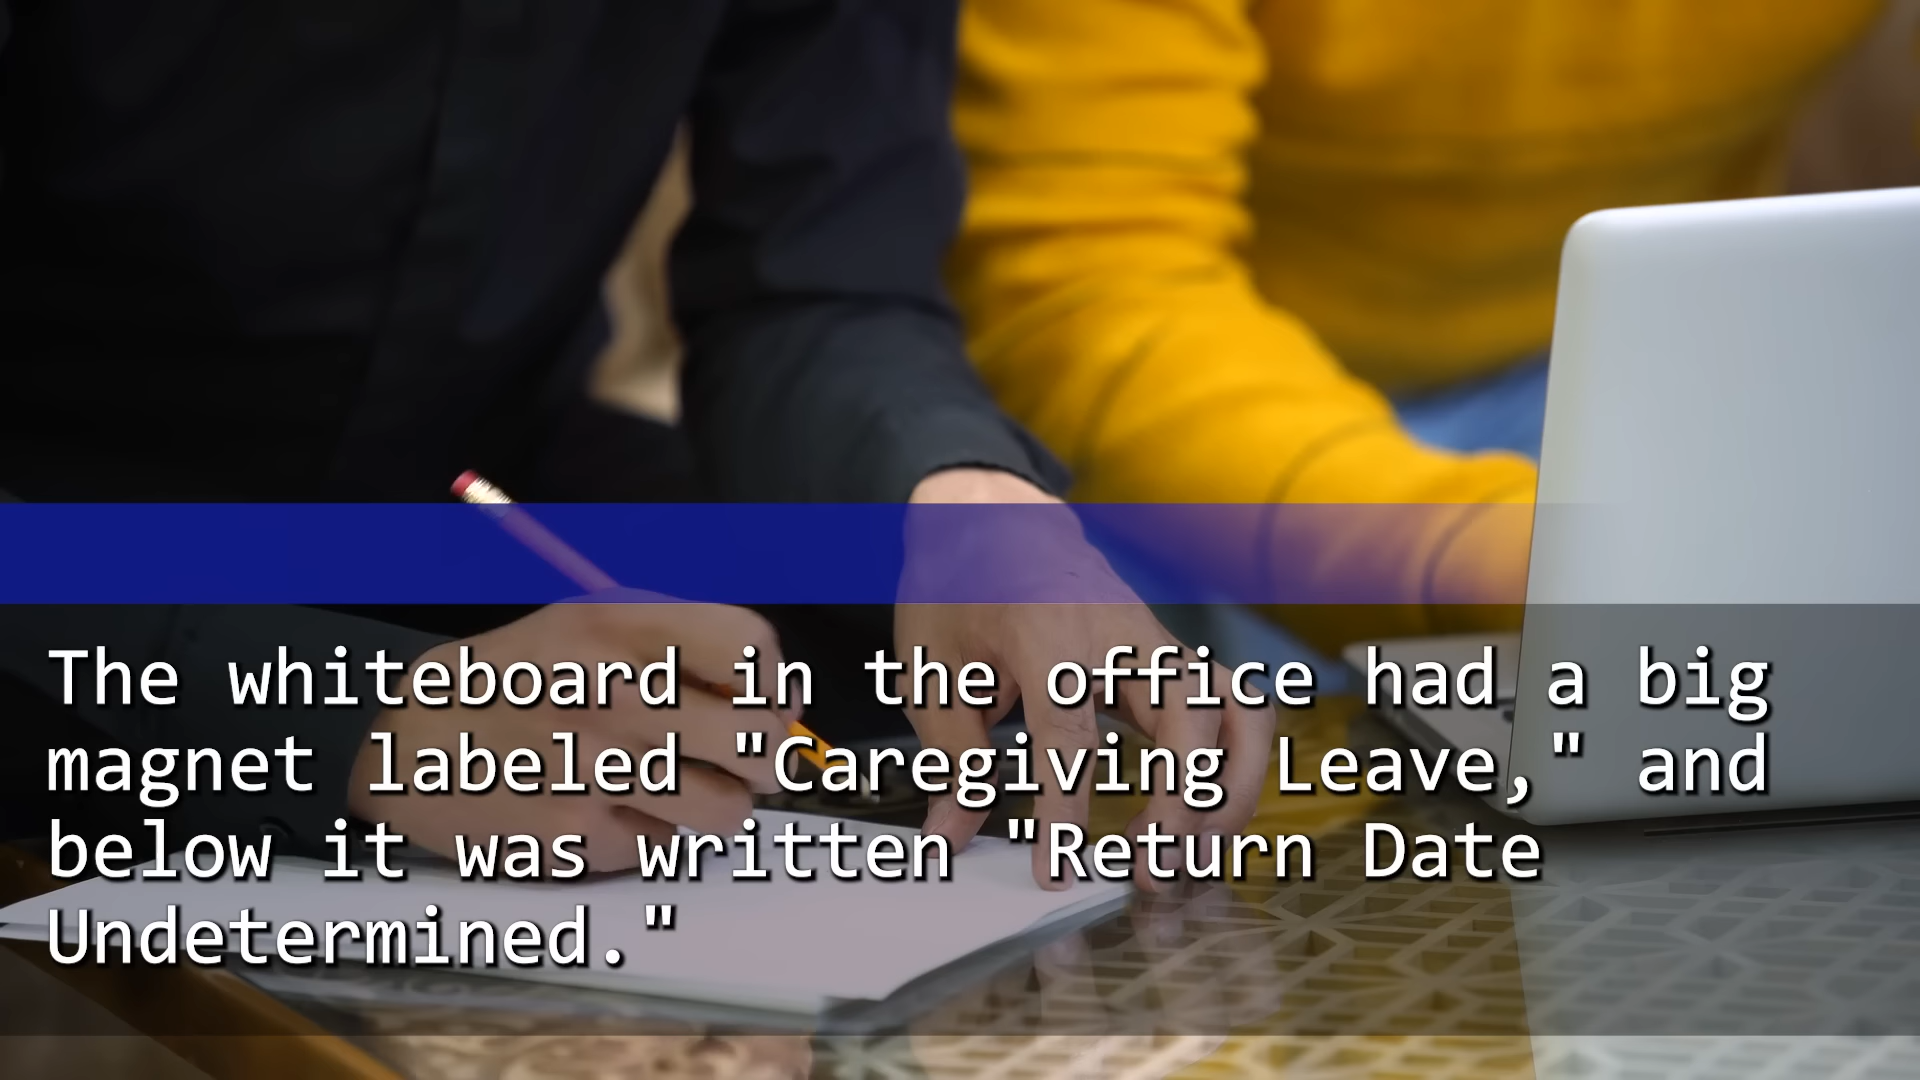 The whiteboard in the office had a big
magnet labeled "Caregiving Leave," and
below it was written "Return Date
Undetermined."